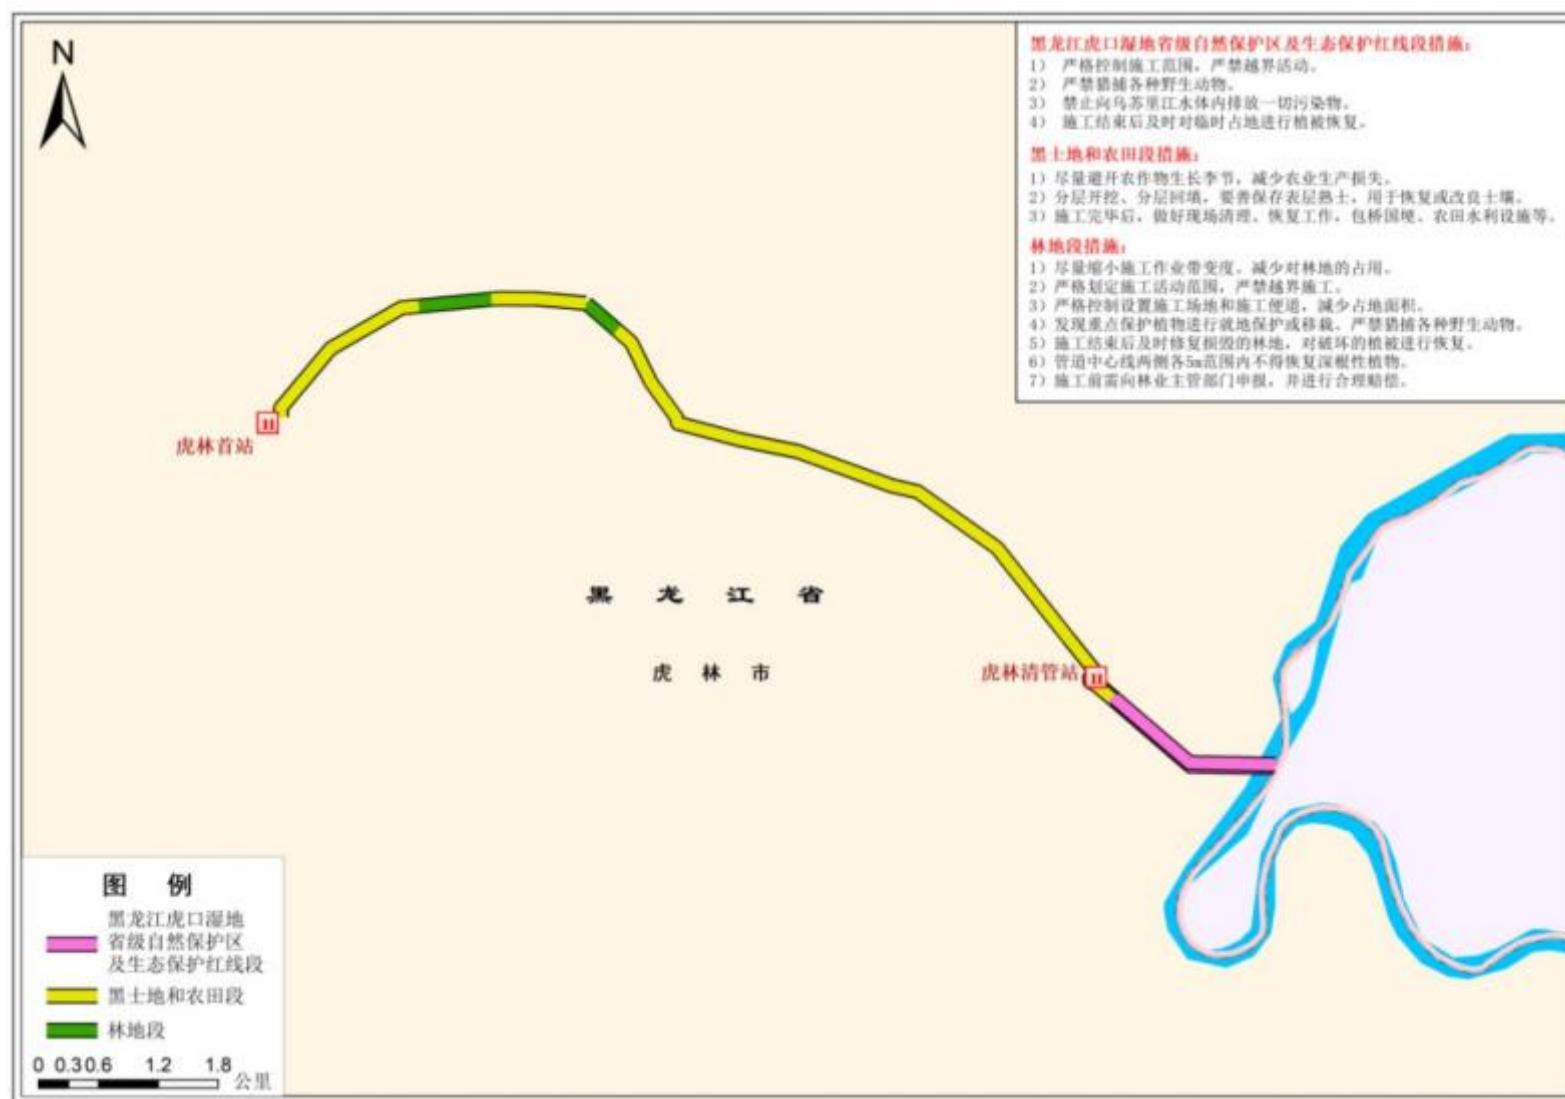 N
黑龙江虎口湿地省级自然保护区及生态保护红线段措施：
1） 严格控制施工范围，严禁越界活动。
2） 严禁猎捕各种野生动物。
3） 禁止向乌苏里江水体内排放一切污染物。
4） 施工结束后及时对临时占地进行植被恢复。
黑土地和农田段措施：
1）尽量避开农作物生长季节，减少农业生产损失。
2）分层开挖、分层回填，要善保存表层熟土，用于恢复或改良土壤。
3）施工完毕后，做好现场清理、恢复工作，包桥田埂、农田水利设施等。
林地段措施：
1）尽量缩小施工作业带变度，减少对林地的占用。
2）严格划定施工活动范围，严禁越界施工。
3）严格控制设置施工场地和施工便道，减少占地面积。
4）发现重点保护植物进行就地保护或移栽，严禁猎捕各种野生动物。
5）施工结束后及时修复损毁的林地，对破坏的植被进行恢复。
6）管道中心线两侧各5m范围内不得恢复深根性植物。
7）施工前需向林业主管部门申报，并进行合理赔偿。
虎林首站
黑龙江省
虎林市
虎林清管站
图 例
黑龙江虎口湿地
省级自然保护区
及生态保护红线段
黑土地和农田段
林地段
0 0.3 0.6 1.2 1.8
公里